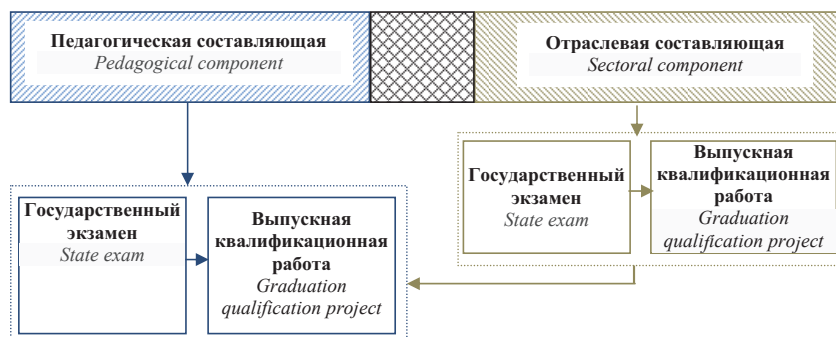 Педагогическая составляющая
Pedagogical component
Отраслевая составляющая
Sectoral component
Государственный
экзамен
State exam
Выпускная
квалификационная
работа
Graduation
qualification project
Государственный
экзамен
State exam
Выпускная
квалификационная
работа
Graduation
qualification project